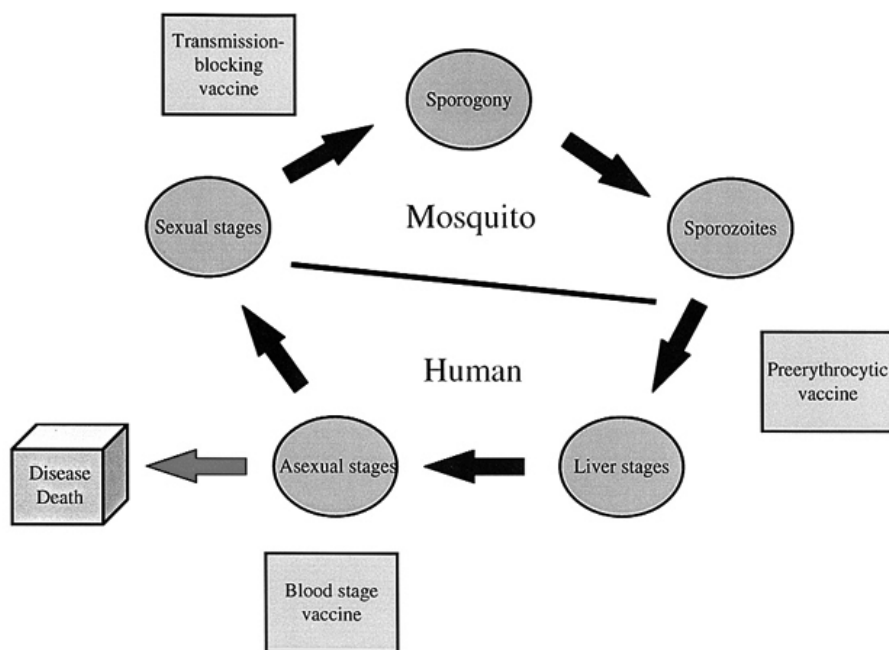 Transmission-
blocking
vaccine
Sporogony
Sexual stages
Mosquito
Sporozoites
Human
Preerythrocytic
vaccine
Disease
Death
Asexual stages
Liver stages
Blood stage
vaccine